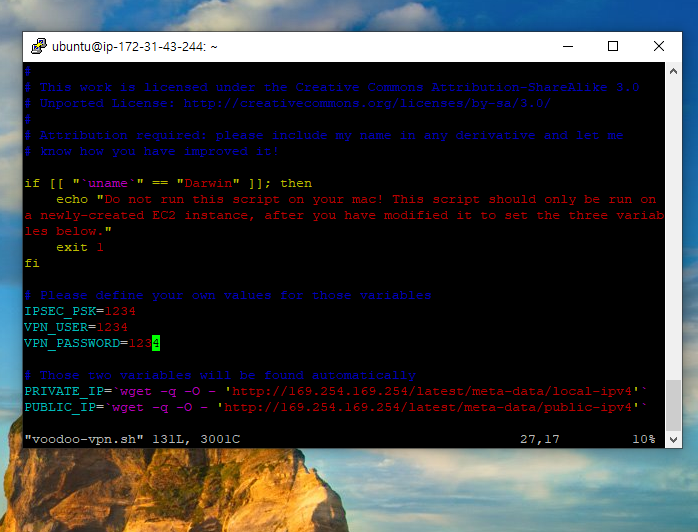 ubuntu@ip-172-31-43-244: ~
#
# This work is licensed under the Creative Commons Attribution-ShareAlike 3.0
# Unported License: http://creativecommons.org/licenses/by-sa/3.0/
#
# Attribution required: please include my name in any derivative and let me
# know how you have improved it!
if [[ "`uname`" == "Darwin" ]]; then
    echo "Do not run this script on your mac! This script should only be run on
a newly-created EC2 instance, after you have modified it to set the three variab
les below."
    exit 1
fi
# Please define your own values for those variables
IPSEC_PSK=1234
VPN_USER=1234
VPN_PASSWORD=1234
# Those two variables will be found automatically
PRIVATE_IP=`wget -q -O - 'http://169.254.169.254/latest/meta-data/local-ipv4'`
PUBLIC_IP=`wget -q -O - 'http://169.254.169.254/latest/meta-data/public-ipv4'`
"voodoo-vpn.sh" 131L, 3001C 27,17 10%